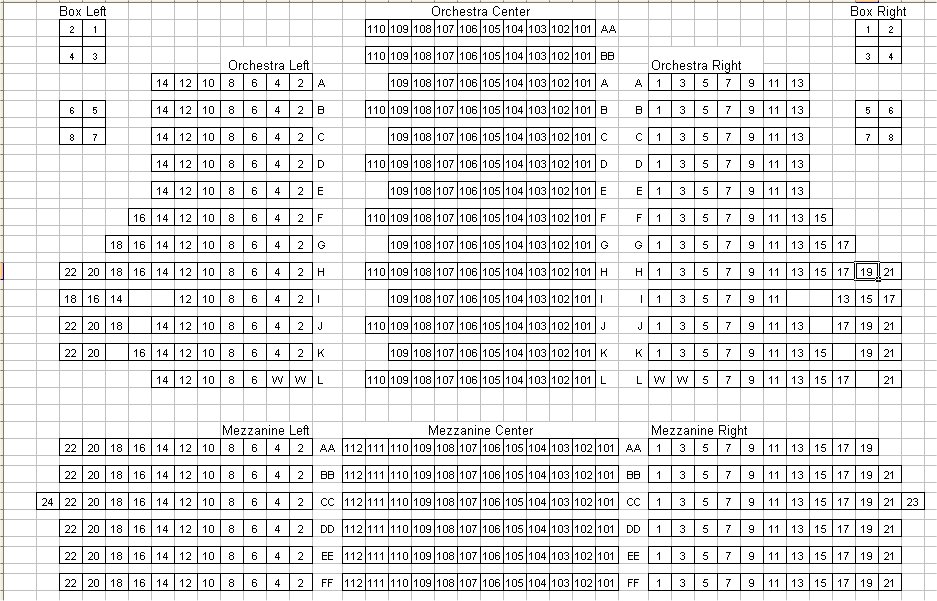 Box Left Orchestra Center Box Right
2 1 110 109 108 107 106 105 104 103 102 101 AA 1 2
4 3 110 109 108 107 106 105 104 103 102 101 BB 3 4
Orchestra Left Orchestra Right
14 12 10 8 6 4 2 A 109 108 107 106 105 104 103 102 101 A A 1 3 5 7 9 11 13
6 5 14 12 10 8 6 4 2 B 110 109 108 107 106 105 104 103 102 101 B B 1 3 5 7 9 11 13 5 6
8 7 14 12 10 8 6 4 2 C 109 108 107 106 105 104 103 102 101 C C 1 3 5 7 9 11 13 7 8
14 12 10 8 6 4 2 D 110 109 108 107 106 105 104 103 102 101 D D 1 3 5 7 9 11 13
14 12 10 8 6 4 2 E 109 108 107 106 105 104 103 102 101 E E 1 3 5 7 9 11 13
16 14 12 10 8 6 4 2 F 110 109 108 107 106 105 104 103 102 101 F F 1 3 5 7 9 11 13 15
18 16 14 12 10 8 6 4 2 G 109 108 107 106 105 104 103 102 101 G G 1 3 5 7 9 11 13 15 17
22 20 18 16 14 12 10 8 6 4 2 H 110 109 108 107 106 105 104 103 102 101 H H 1 3 5 7 9 11 13 15 17 19 21
18 16 14 12 10 8 6 4 2 I 109 108 107 106 105 104 103 102 101 I I 1 3 5 7 9 11 13 15 17
22 20 18 14 12 10 8 6 4 2 J 110 109 108 107 106 105 104 103 102 101 J J 1 3 5 7 9 11 13 17 19 21
22 20 16 14 12 10 8 6 4 2 K 109 108 107 106 105 104 103 102 101 K K 1 3 5 7 9 11 13 15 19 21
14 12 10 8 6 W W L 110 109 108 107 106 105 104 103 102 101 L L W W 5 7 9 11 13 15 17 21
Mezzanine Left Mezzanine Center Mezzanine Right
22 20 18 16 14 12 10 8 6 4 2 AA 112 111 110 109 108 107 106 105 104 103 102 101 AA 1 3 5 7 9 11 13 15 17 19
22 20 18 16 14 12 10 8 6 4 2 BB 112 111 110 109 108 107 106 105 104 103 102 101 BB 1 3 5 7 9 11 13 15 17 19 21
24 22 20 18 16 14 12 10 8 6 4 2 CC 112 111 110 109 108 107 106 105 104 103 102 101 CC 1 3 5 7 9 11 13 15 17 19 21 23
22 20 18 16 14 12 10 8 6 4 2 DD 112 111 110 109 108 107 106 105 104 103 102 101 DD 1 3 5 7 9 11 13 15 17 19 21
22 20 18 16 14 12 10 8 6 4 2 EE 112 111 110 109 108 107 106 105 104 103 102 101 EE 1 3 5 7 9 11 13 15 17 19 21
22 20 18 16 14 12 10 8 6 4 2 FF 112 111 110 109 108 107 106 105 104 103 102 101 FF 1 3 5 7 9 11 13 15 17 19 21